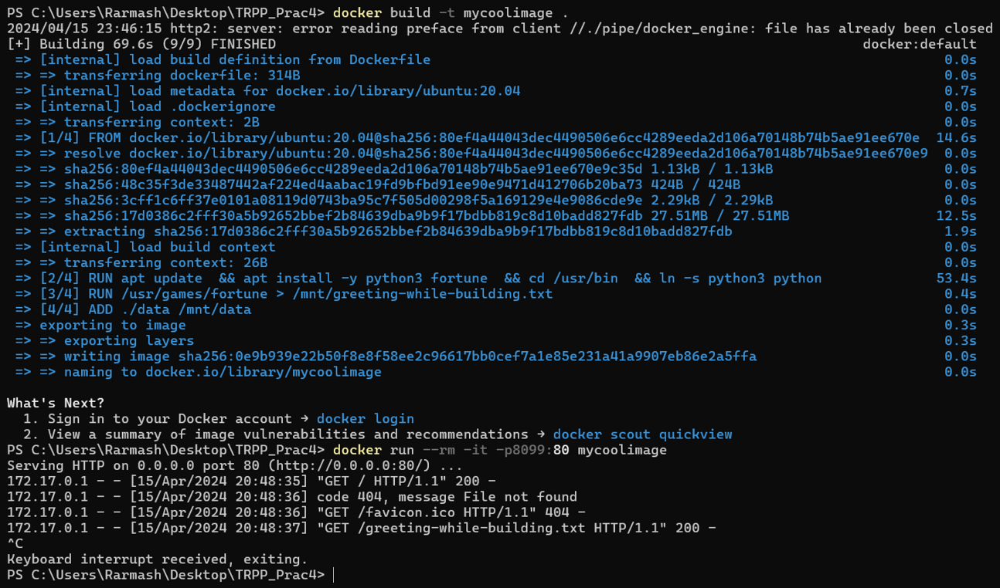 PS C:\Users\Rarmash\Desktop\TRPP_Prac4> docker build -t mycoolimage .
2024/04/15 23:46:15 http2: server: error reading preface from client //./pipe/docker_engine: file has already been closed
[+] Building 69.6s (9/9) FINISHED docker:default
=> [internal] load build definition from Dockerfile 0.0s
=> => transferring dockerfile: 314B 0.0s
=> [internal] load metadata for docker.io/library/ubuntu:20.04 0.7s
=> [internal] load .dockerignore 0.0s
=> => transferring context: 2B 0.0s
=> [1/4] FROM docker.io/library/ubuntu:20.04@sha256:80ef4a44043dec4490506e6cc4289eeda2d106a70148b74b5ae91ee670e 14.6s
=> => resolve docker.io/library/ubuntu:20.04@sha256:80ef4a44043dec4490506e6cc4289eeda2d106a70148b74b5ae91ee670e9 0.0s
=> => sha256:80ef4a44043dec4490506e6cc4289eeda2d106a70148b74b5ae91ee670e9c35d 1.13kB / 1.13kB 0.0s
=> => sha256:48c35f3de33487442af224ed4aabac19fd9bfbd91ee90e9471d412706b20ba73 424B / 424B 0.0s
=> => sha256:3cff1c6ff37e0101a08119d0743ba95c7f505d00298f5a169129e4e9086cde9e 2.29kB / 2.29kB 0.0s
=> => sha256:17d0386c2fff30a5b92652bbef2b84639dba9b9f17bdbb819c8d10badd827fdb 27.51MB / 27.51MB 12.5s
=> => extracting sha256:17d0386c2fff30a5b92652bbef2b84639dba9b9f17bdbb819c8d10badd827fdb 1.9s
=> [internal] load build context 0.0s
=> => transferring context: 26B 0.0s
=> [2/4] RUN apt update  && apt install -y python3 fortune  && cd /usr/bin  && ln -s python3 python 53.4s
=> [3/4] RUN /usr/games/fortune > /mnt/greeting-while-building.txt 0.4s
=> [4/4] ADD ./data /mnt/data 0.0s
=> exporting to image 0.3s
=> => exporting layers 0.3s
=> => writing image sha256:0e9b939e22b50f8e8f58ee2c96617bb0cef7a1e85e231a41a9907eb86e2a5ffa 0.0s
=> => naming to docker.io/library/mycoolimage 0.0s
What's Next?
1. Sign in to your Docker account → docker login
2. View a summary of image vulnerabilities and recommendations → docker scout quickview
PS C:\Users\Rarmash\Desktop\TRPP_Prac4> docker run --rm -it -p8099:80 mycoolimage
Serving HTTP on 0.0.0.0 port 80 (http://0.0.0.0:80/) ...
172.17.0.1 - - [15/Apr/2024 20:48:35] "GET / HTTP/1.1" 200 -
172.17.0.1 - - [15/Apr/2024 20:48:36] code 404, message File not found
172.17.0.1 - - [15/Apr/2024 20:48:36] "GET /favicon.ico HTTP/1.1" 404 -
172.17.0.1 - - [15/Apr/2024 20:48:37] "GET /greeting-while-building.txt HTTP/1.1" 200 -
^C
Keyboard interrupt received, exiting.
PS C:\Users\Rarmash\Desktop\TRPP_Prac4>